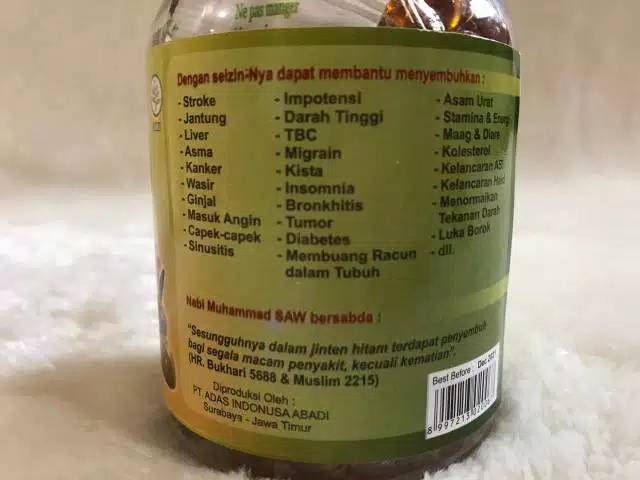 Ne pas manger
Dengan seizin-Nya dapat membantu menyembuhkan :
- Stroke
- Jantung
- Liver
- Asma
- Kanker
- Wasir
- Ginjal
- Masuk Angin
- Capek-capek
- Sinusitis
- Impotensi
- Darah Tinggi
- TBC
- Migrain
- Kista
- Insomnia
- Bronkhitis
- Tumor
- Diabetes
- Membuang Racun
dalam Tubuh
- Asam Urat
- Stamina & Energi
- Maag & Diare
- Kolesterol
- Kelancaran ASI
- Kelancaran Haid
- Menormalkan
Tekanan Darah
- Luka Borok
- dll.
Nabi Muhammad SAW bersabda :
"Sesungguhnya dalam jinten hitam terdapat penyembuh
bagi segala macam penyakit, kecuali kematian".
(HR. Bukhari 5688 & Muslim 2215)
Diproduksi Oleh :
PT. ADAS INDONUSA ABADI
Surabaya - Jawa Timur
Best Before : Dec 2021